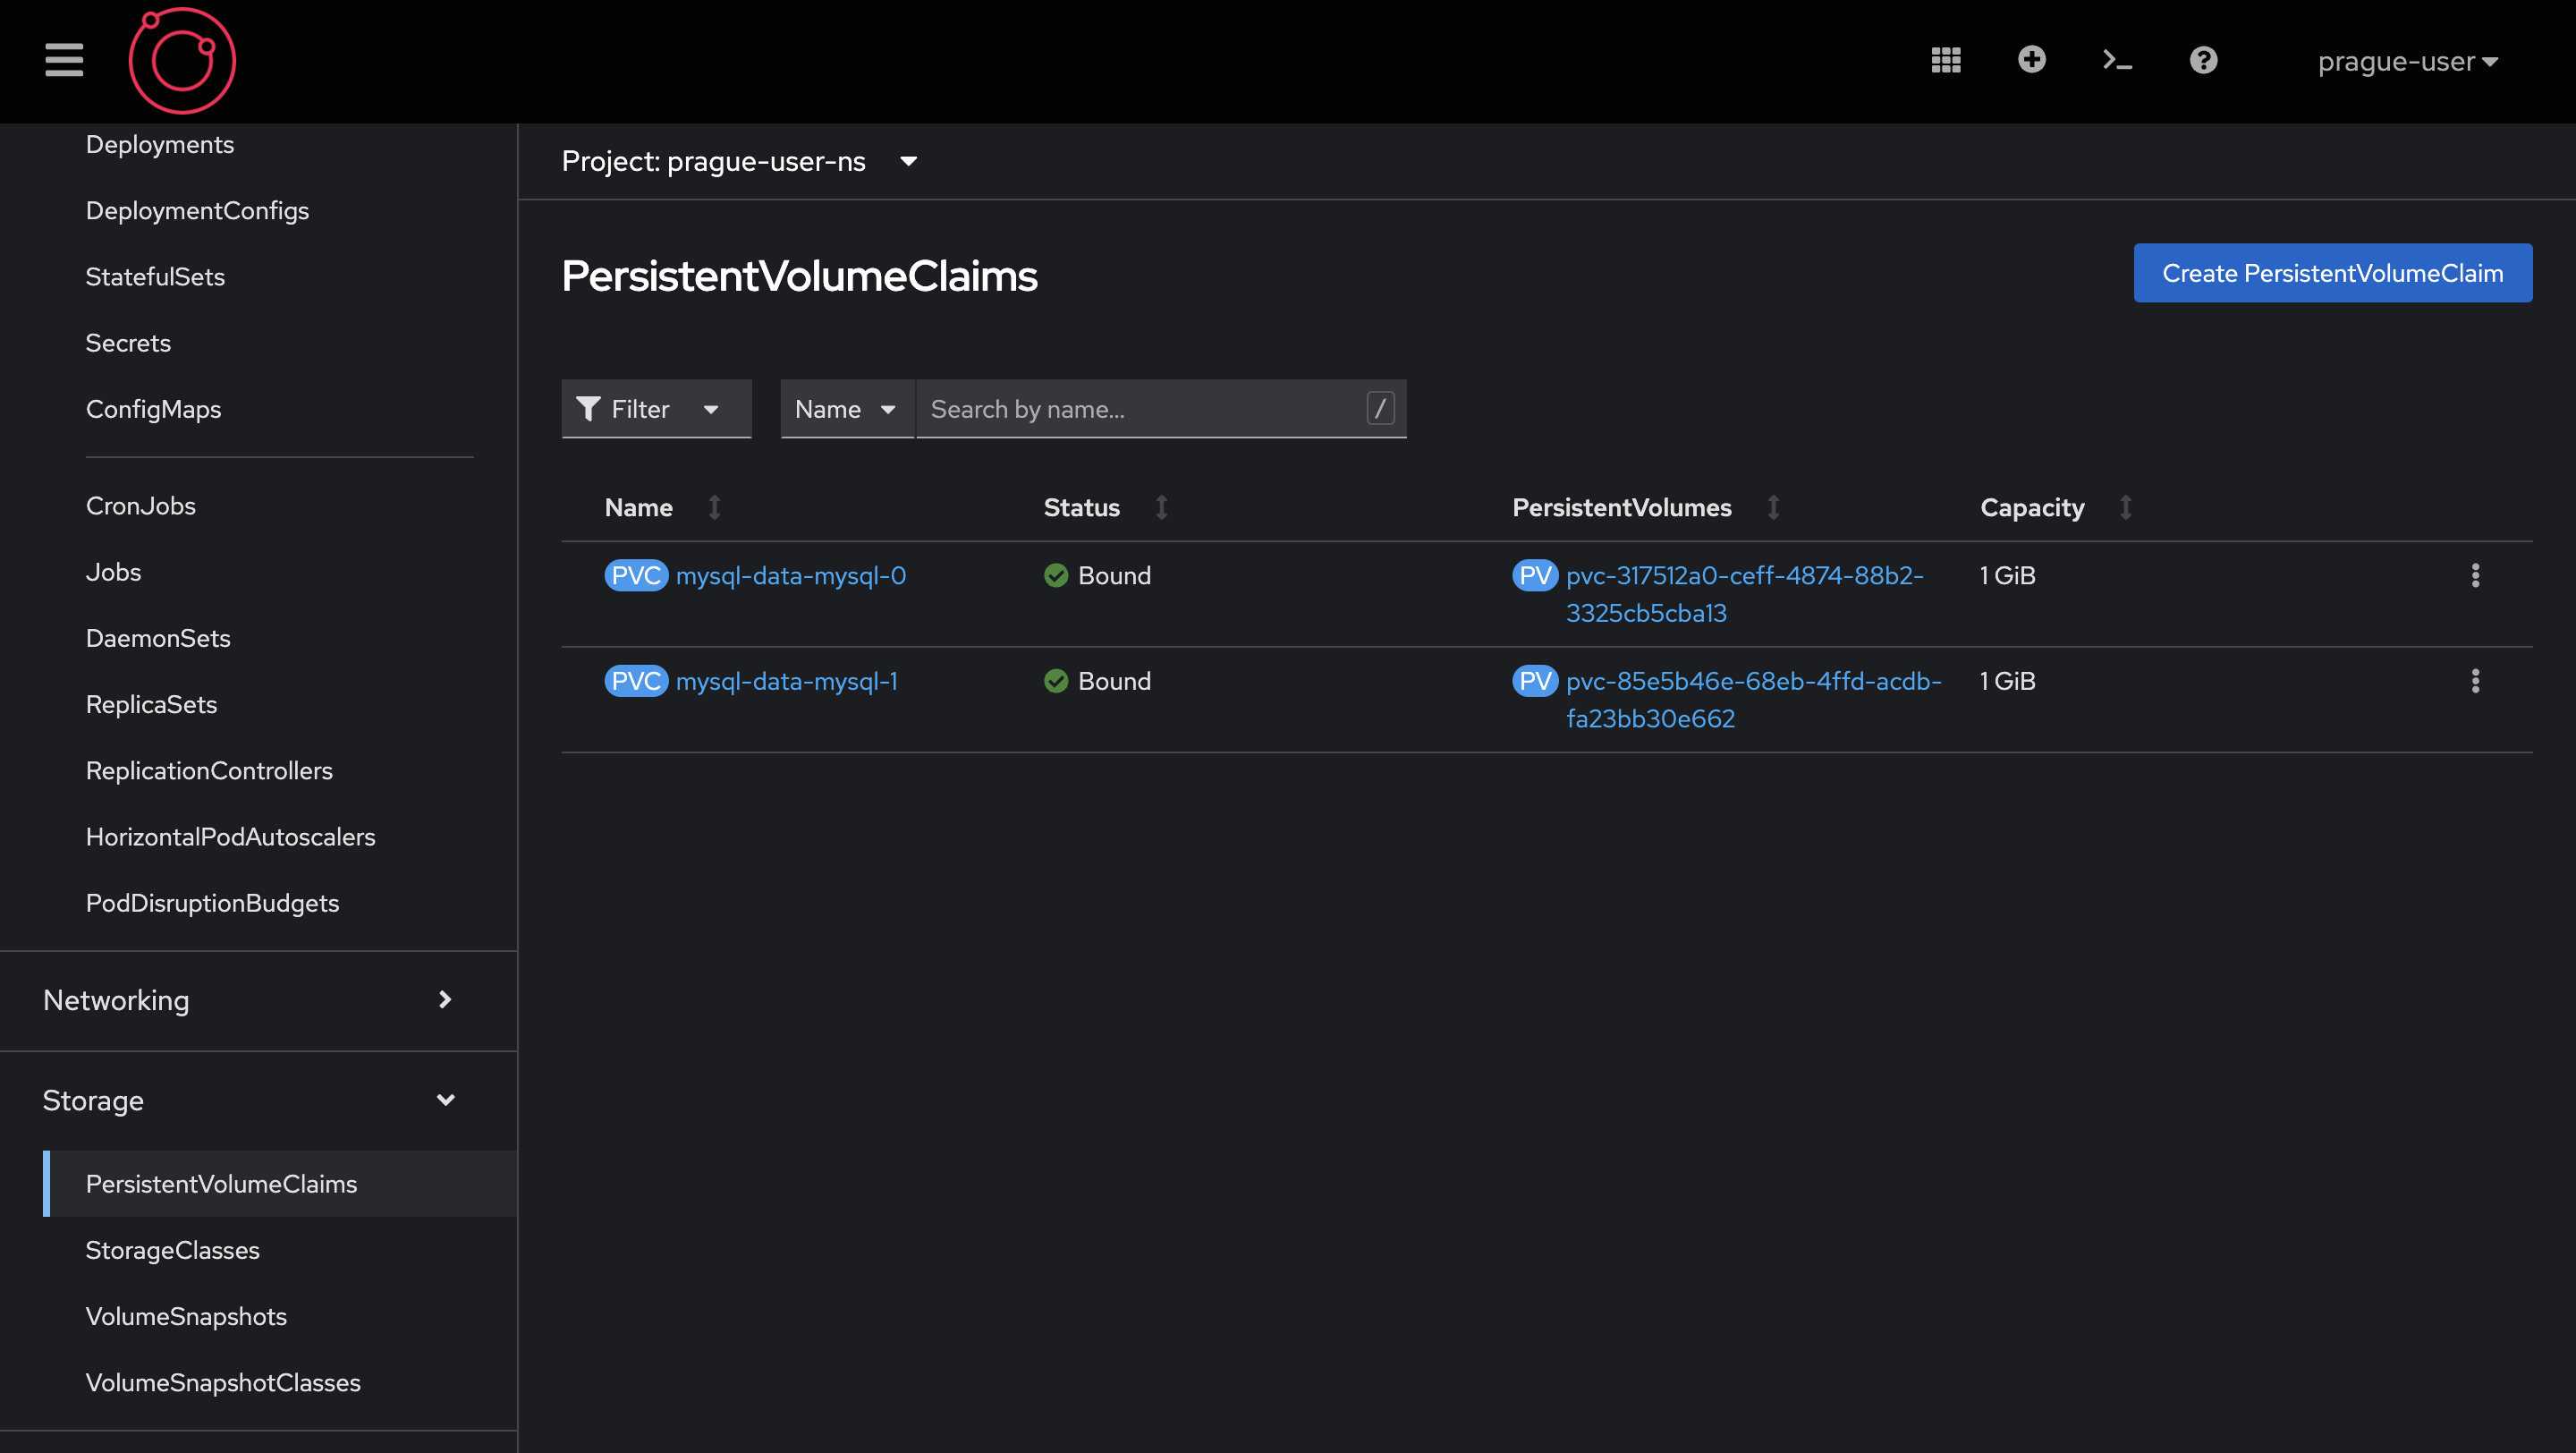 prague-user
Deployments
DeploymentConfigs
StatefulSets
Secrets
ConfigMaps
CronJobs
Jobs
DaemonSets
ReplicaSets
ReplicationControllers
HorizontalPodAutoscalers
PodDisruptionBudgets
Networking
Storage
PersistentVolumeClaims
StorageClasses
VolumeSnapshots
VolumeSnapshotClasses
Project: prague-user-ns
PersistentVolumeClaims
Create PersistentVolumeClaim
Filter Name Search by name... /
Name Status PersistentVolumes Capacity
PVC mysql-data-mysql-0 Bound PV pvc-317512a0-ceff-4874-88b2- 1 GiB
3325cb5cba13
PVC mysql-data-mysql-1 Bound PV pvc-85e5b46e-68eb-4ffd-acdb- 1 GiB
fa23bb30e662